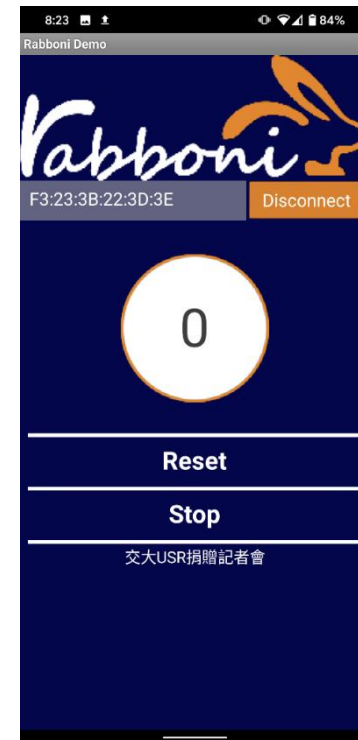 8:23 84%
Rabboni Demo
rabboni
F3:23:3B:22:3D:3E Disconnect
0
Reset
Stop
交大USR捐贈記者會